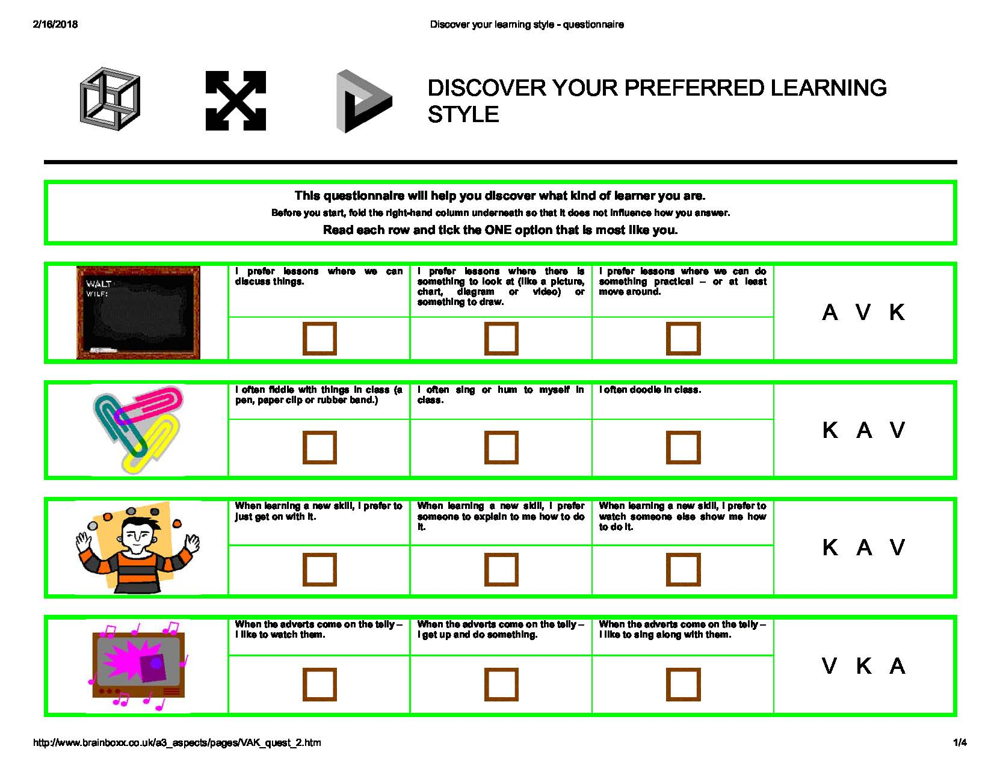 2/16/2018
Discover your learning style - questionnaire
DISCOVER YOUR PREFERRED LEARNING
STYLE
This questionnaire will help you discover what kind of learner you are.
Before you start, fold the right-hand column underneath so that it does not influence how you answer.
Read each row and tick the ONE option that is most like you.
WALT:
WILF:
I prefer lessons where we can
discuss things.
I prefer lessons where there is
something to look at (like a picture,
chart, diagram or video) or
something to draw.
I prefer lessons where we can do
something practical – or at least
move around.
A V K
I often fiddle with things in class (a
pen, paper clip or rubber band.)
I often sing or hum to myself in
class.
I often doodle in class.
K A V
When learning a new skill, I prefer to
just get on with it.
When learning a new skill, I prefer
someone to explain to me how to do
it.
When learning a new skill, I prefer to
watch someone else show me how
to do it.
K A V
When the adverts come on the telly –
I like to watch them.
When the adverts come on the telly –
I get up and do something.
When the adverts come on the telly –
I like to sing along with them.
V K A
http://www.brainboxx.co.uk/a3_aspects/pages/VAK_quest_2.htm
1/4